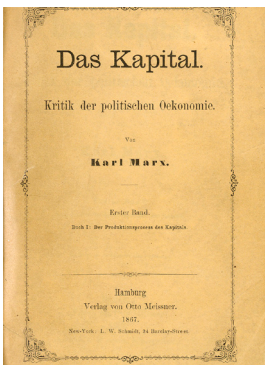 Das Kapital.
Kritik der politischen Oekonomie.
Von
Karl Marx.
Erster Band.
Buch I: Der Produktionsprocess des Kapitals.
Hamburg
Verlag von Otto Meissner.
1867.
New-York: L. W. Schmidt, 24 Barclay-Street.